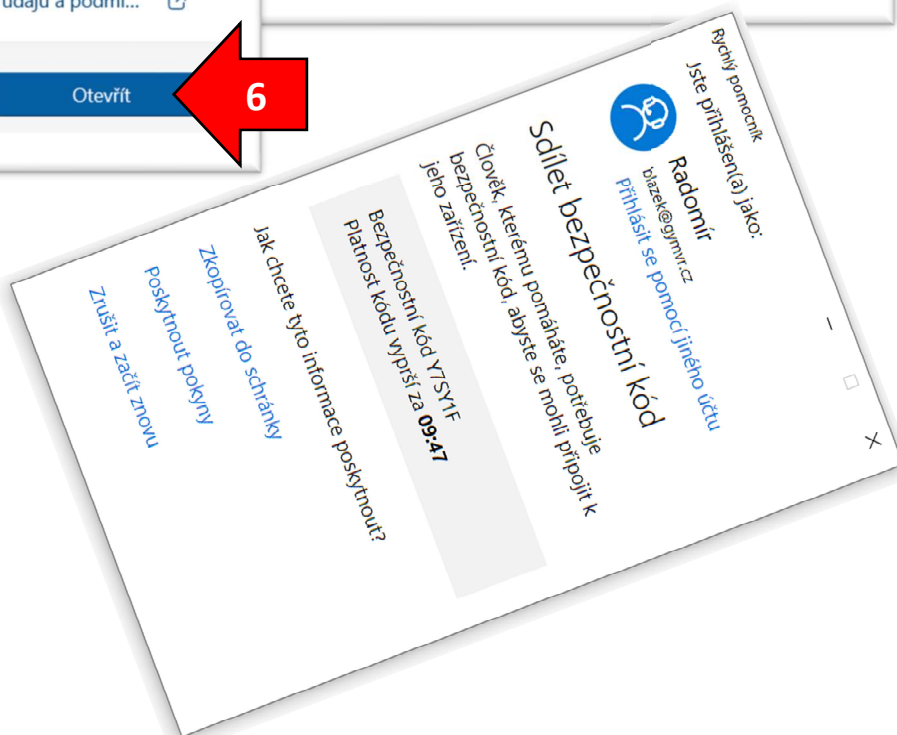 údajů a podmí...
Otevřít
6
Rychlý pomocník
Jste přihlášen(a) jako:
Radomír
blazek@gymvr.cz
Přihlásit se pomocí jiného účtu
Sdílet bezpečnostní kód
Člověk, kterému pomáháte, potřebuje
bezpečnostní kód, abyste se mohli připojit k
jeho zařízení.
Bezpečnostní kód Y7SY1F
Platnost kódu vyprší za 09:47
Jak chcete tyto informace poskytnout?
Zkopírovat do schránky
Poskytnout pokyny
Zrušit a začít znovu